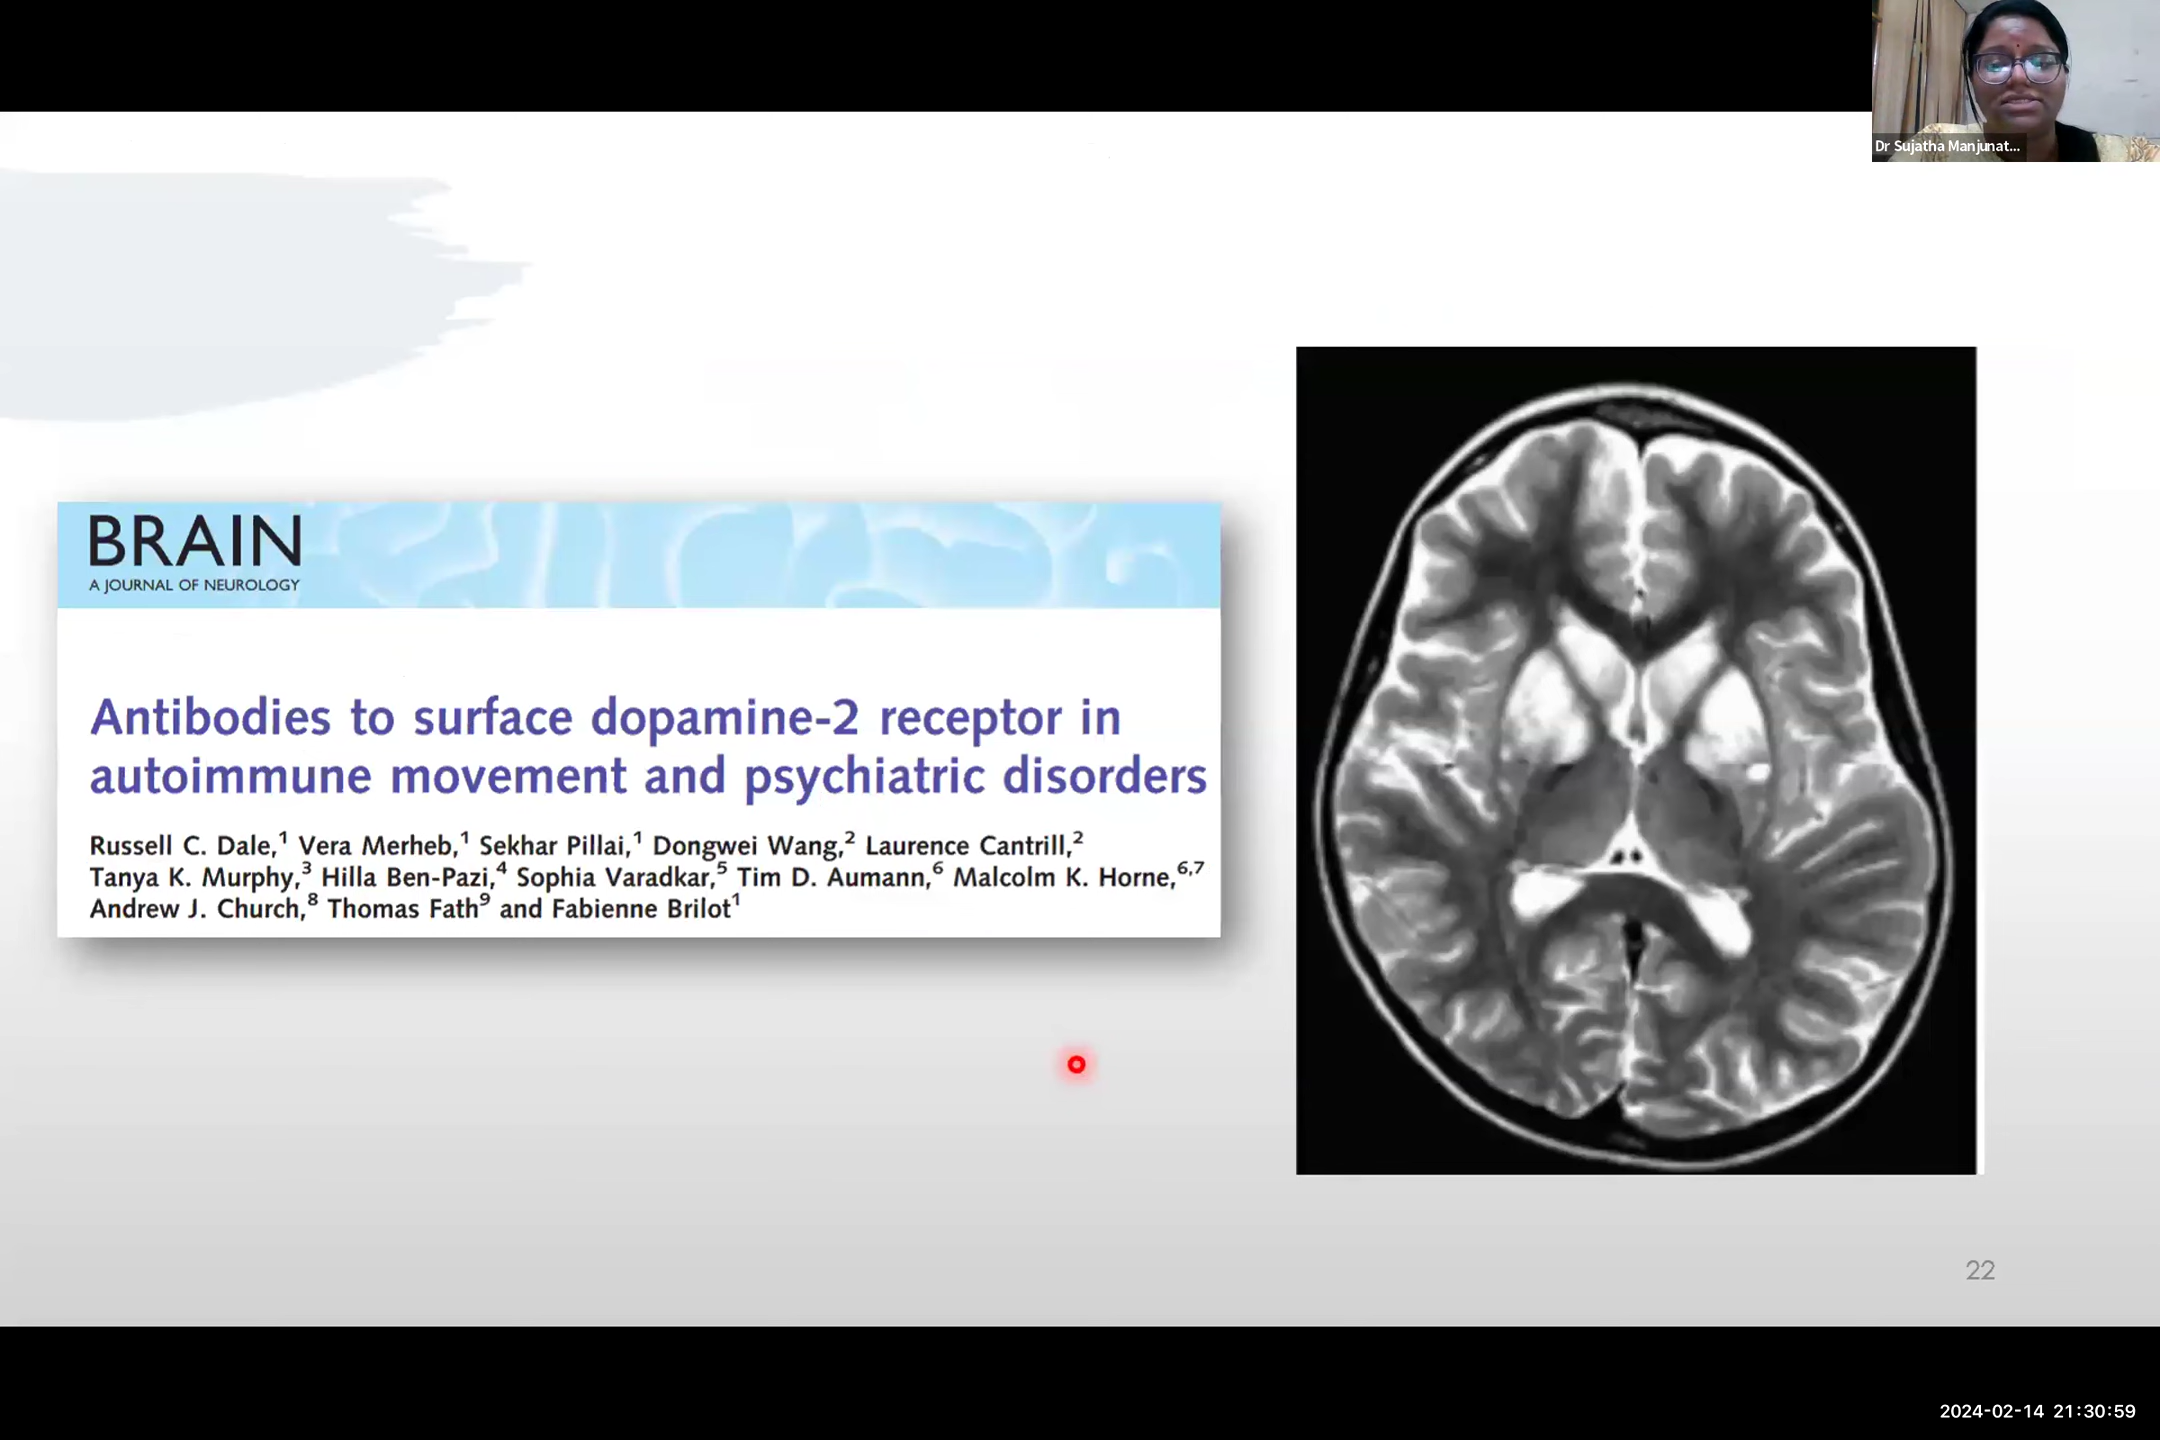 Dr Sujatha Manjunat...
BRAIN
A JOURNAL OF NEUROLOGY
Antibodies to surface dopamine-2 receptor in
autoimmune movement and psychiatric disorders
Russell C. Dale,1 Vera Merheb,1 Sekhar Pillai,1 Dongwei Wang,2 Laurence Cantrill,2
Tanya K. Murphy,3 Hilla Ben-Pazi,4 Sophia Varadkar,5 Tim D. Aumann,6 Malcolm K. Horne,6,7
Andrew J. Church,8 Thomas Fath9 and Fabienne Brilot1
22
2024-02-14 21:30:59